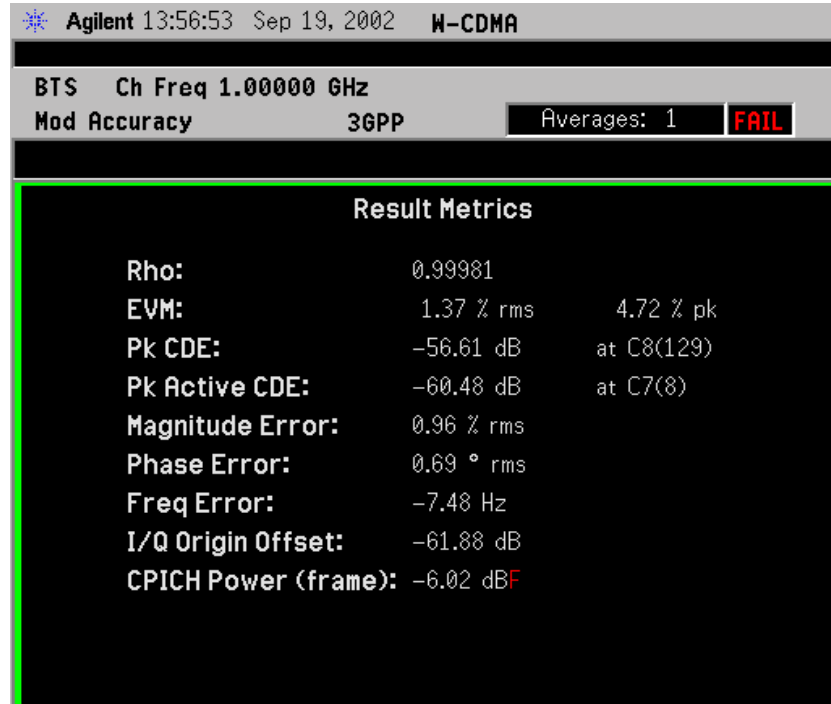 Agilent 13:56:53 Sep 19, 2002 W-CDMA
BTS Ch Freq 1.00000 GHz
Mod Accuracy 3GPP Averages: 1 FAIL
Result Metrics
Rho: 0.99981
EVM: 1.37 % rms 4.72 % pk
Pk CDE: -56.61 dB at C8(129)
Pk Active CDE: -60.48 dB at C7(8)
Magnitude Error: 0.96 % rms
Phase Error: 0.69 ° rms
Freq Error: -7.48 Hz
I/Q Origin Offset: -61.88 dB
CPICH Power (frame): -6.02 dBF